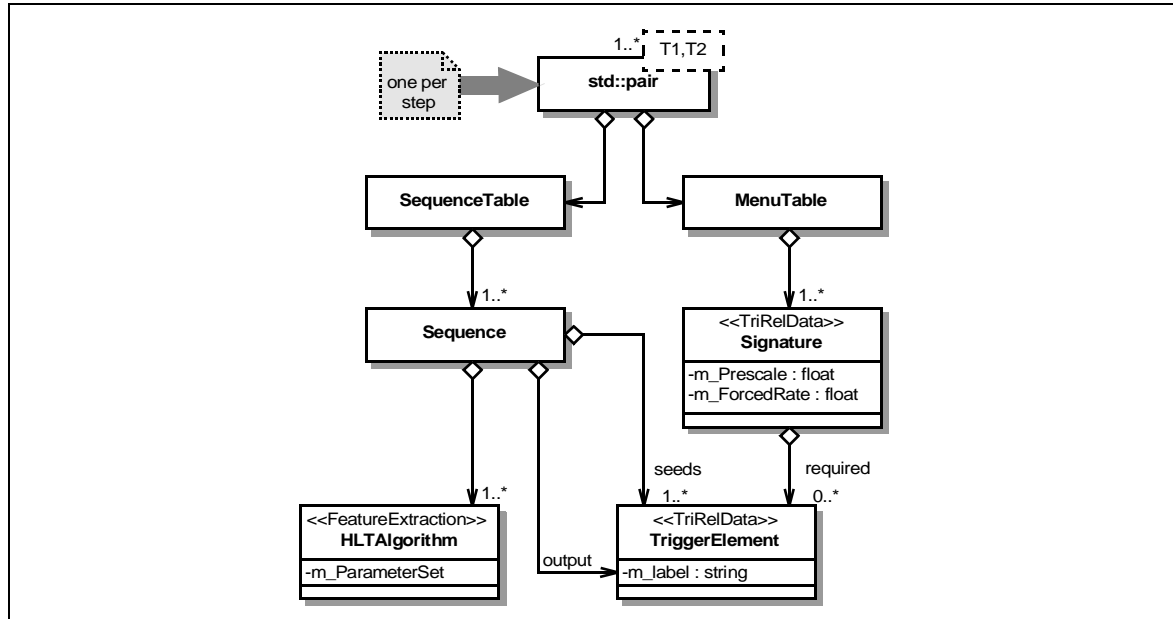 1..*
T1,T2
one per
step
std::pair
SequenceTable
MenuTable
1..*
1..*
Sequence
<<TriRelData>>
Signature
-m_Prescale : float
-m_ForcedRate : float
seeds
required
1..*
1..*
0..*
<<FeatureExtraction>>
HLTAlgorithm
-m_ParameterSet
output
<<TriRelData>>
TriggerElement
-m_label : string